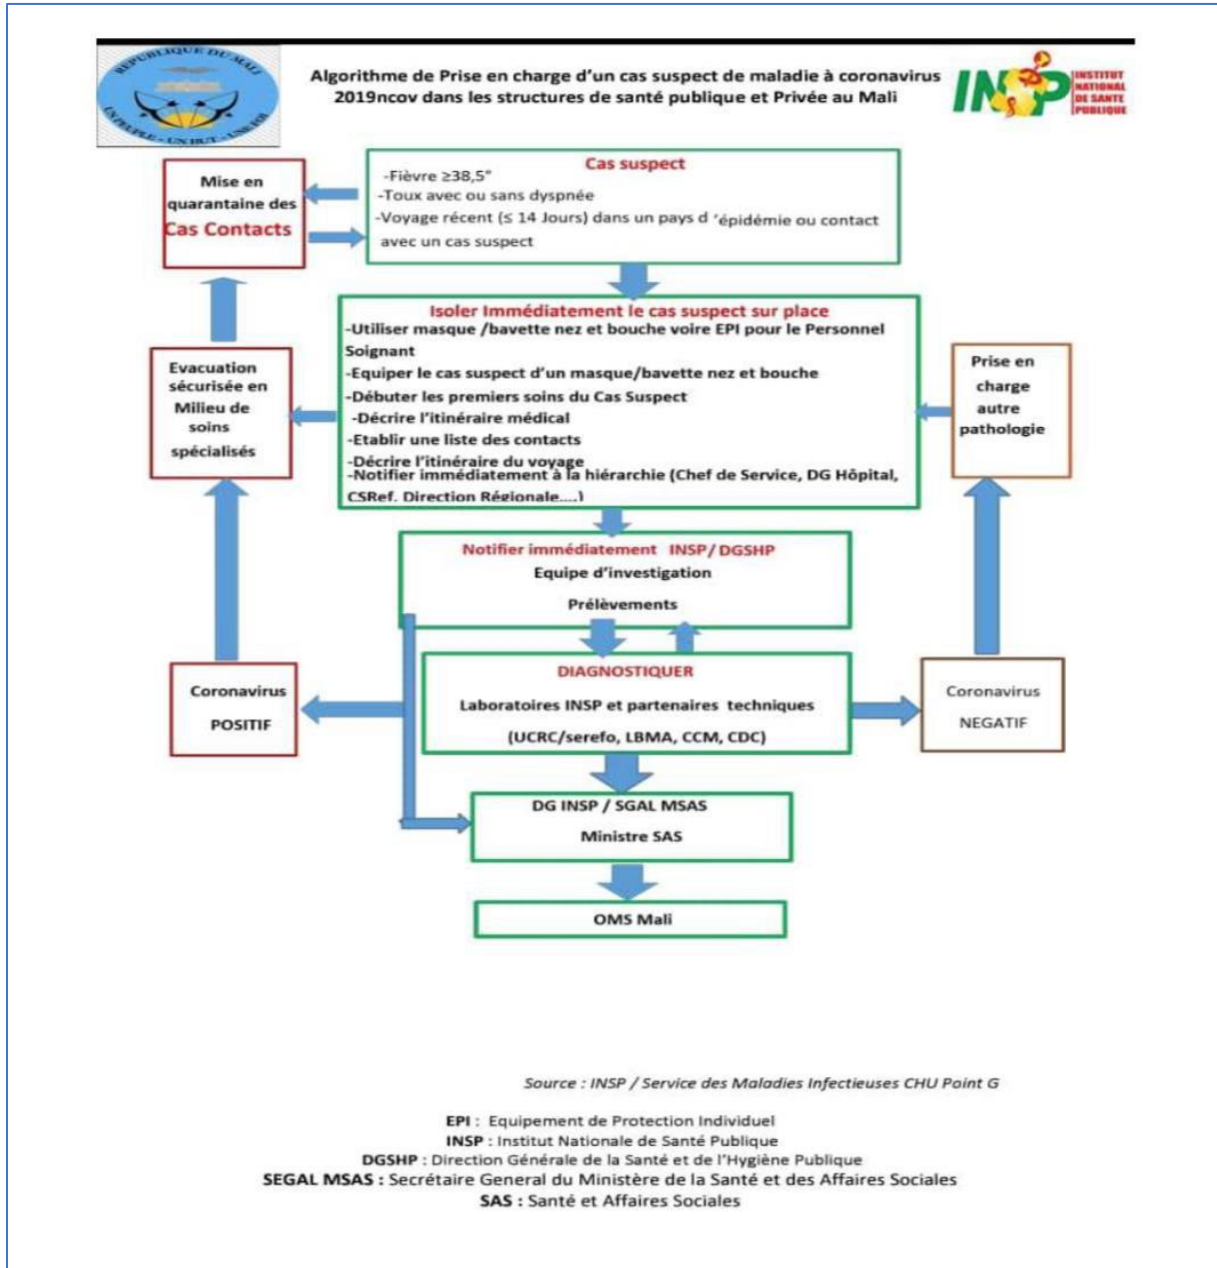 REPUBLIQUE DU MALI
UN PEUPLE - UN BUT - UNE FOI
Algorithme de Prise en charge d'un cas suspect de maladie à coronavirus
2019ncov dans les structures de santé publique et Privée au Mali
INSP
INSTITUT
NATIONAL
DE SANTE
PUBLIQUE
Mise en
quarantaine des
Cas Contacts
Cas suspect
-Fièvre ≥38,5°
-Toux avec ou sans dyspnée
-Voyage récent (≤ 14 Jours) dans un pays d 'épidémie ou contact
avec un cas suspect
Isoler Immédiatement le cas suspect sur place
-Utiliser masque /bavette nez et bouche voire EPI pour le Personnel
Soignant
-Equiper le cas suspect d'un masque/bavette nez et bouche
-Débuter les premiers soins du Cas Suspect
-Décrire l'itinéraire médical
-Etablir une liste des contacts
-Décrire l'itinéraire du voyage
-Notifier immédiatement à la hiérarchie (Chef de Service, DG Hôpital,
CSRef, Direction Régionale....)
Evacuation
sécurisée en
Milieu de
soins
spécialisés
Prise en
charge
autre
pathologie
Notifier immédiatement INSP/ DGSHP
Equipe d'investigation
Prélèvements
Coronavirus
POSITIF
DIAGNOSTIQUER
Laboratoires INSP et partenaires techniques
(UCRC/serefo, LBMA, CCM, CDC)
Coronavirus
NEGATIF
DG INSP / SGAL MSAS
Ministre SAS
OMS Mali
Source : INSP / Service des Maladies Infectieuses CHU Point G
EPI : Equipement de Protection Individuel
INSP : Institut Nationale de Santé Publique
DGSHP : Direction Générale de la Santé et de l'Hygiène Publique
SEGAL MSAS : Secrétaire General du Ministère de la Santé et des Affaires Sociales
SAS : Santé et Affaires Sociales